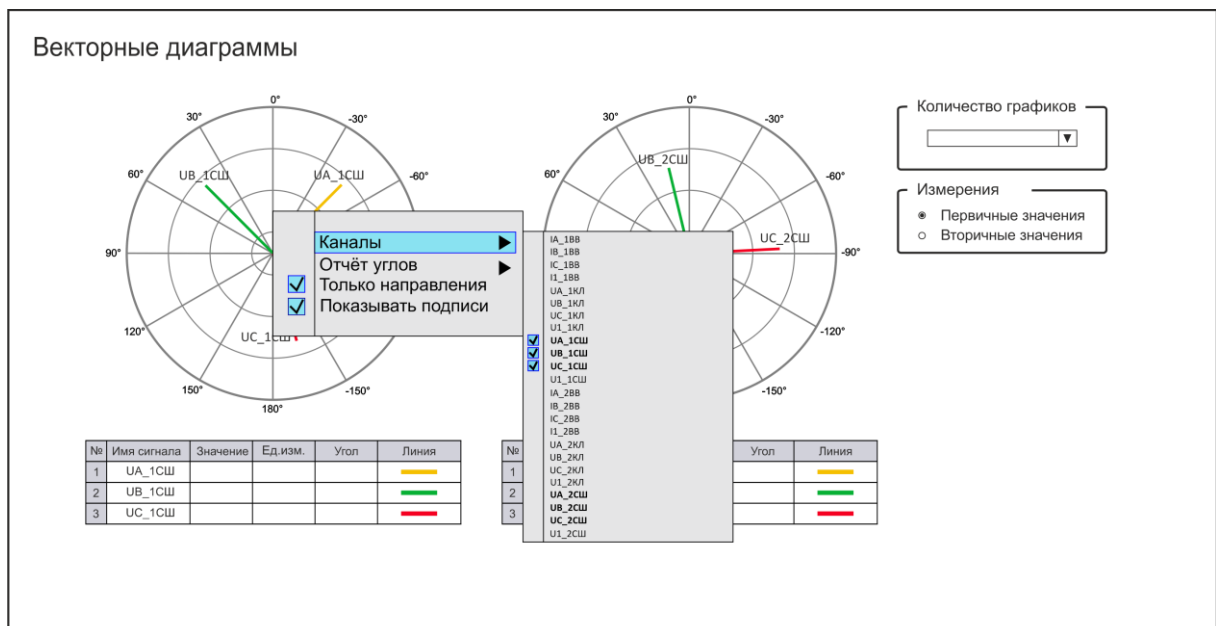 Векторные диаграммы
0°
30°
-30°
60°
-60°
90°
120°
150°
180°
-150°
UB_1СШ
UA_1СШ
UC_1СШ
0°
30°
-30°
60°
-60°
-90°
-120°
-150°
UB_2СШ
UC_2СШ
Количество графиков
Измерения
Первичные значения
Вторичные значения
Каналы
Отчёт углов
Только направления
Показывать подписи
IA_1ВВ
IB_1ВВ
IC_1ВВ
I1_1ВВ
UA_1КЛ
UB_1КЛ
UC_1КЛ
U1_1КЛ
UA_1СШ
UB_1СШ
UC_1СШ
U1_1СШ
IA_2ВВ
IB_2ВВ
IC_2ВВ
I1_2ВВ
UA_2КЛ
UB_2КЛ
UC_2КЛ
U1_2КЛ
UA_2СШ
UB_2СШ
UC_2СШ
U1_2СШ
№ Имя сигнала Значение Ед.изм. Угол Линия
1 UA_1СШ
2 UB_1СШ
3 UC_1СШ
№ Угол Линия
1
2
3